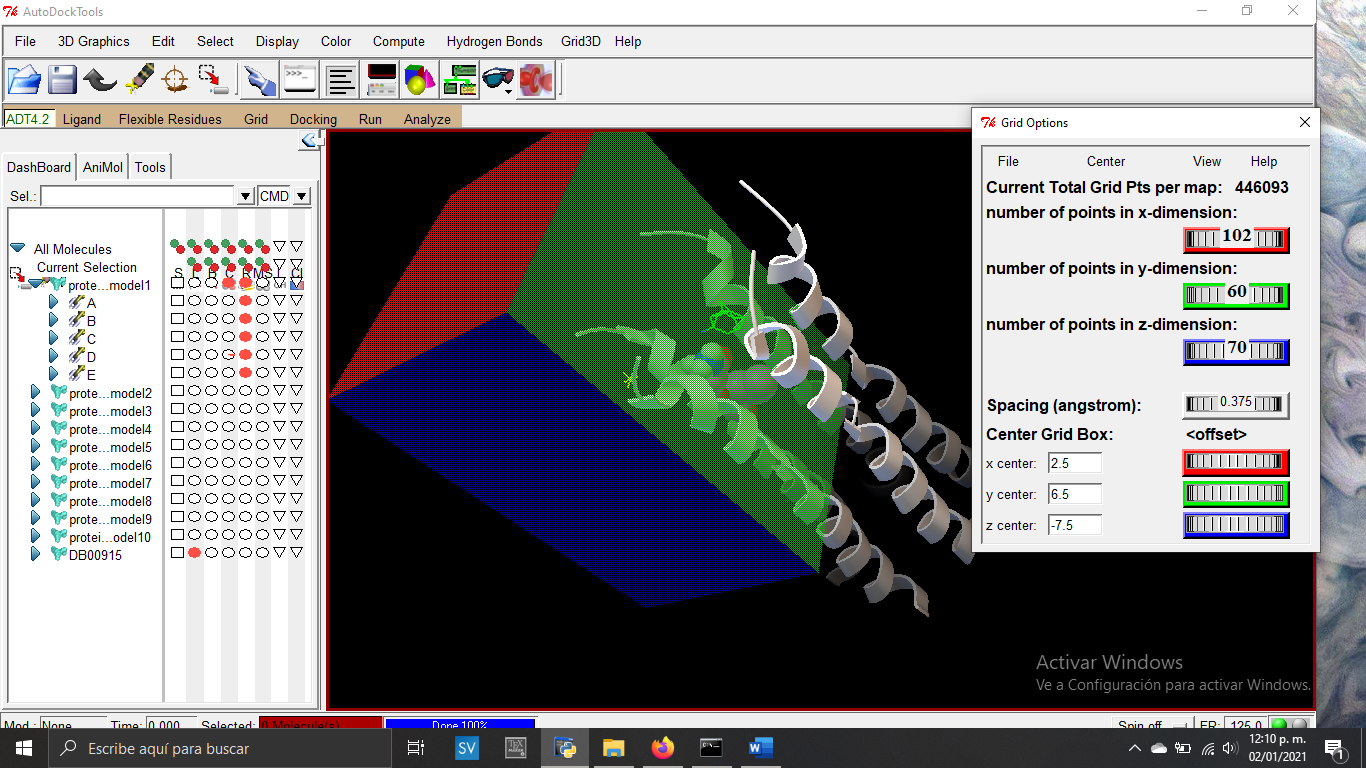 AutoDockTools
File 3D Graphics Edit Select Display Color Compute Hydrogen Bonds Grid3D Help
ADT4.2 Ligand Flexible Residues Grid Docking Run Analyze
DashBoard AniMol Tools
Sel.: CMD
All Molecules
Current Selection
prote...model1
A
B
C
D
E
prote...model2
prote...model3
prote...model4
prote...model5
prote...model6
prote...model7
prote...model8
prote...model9
protei...odel10
DB00915
Grid Options
File Center View Help
Current Total Grid Pts per map: 446093
number of points in x-dimension:
102
number of points in y-dimension:
60
number of points in z-dimension:
70
Spacing (angstrom): 0.375
Center Grid Box: <offset>
x center: 2.5
y center: 6.5
z center: -7.5
Activar Windows
Ve a Configuración para activar Windows.
Mod.: None Time: 0.000 Selected: 0 Molecule(s) Done 100% Spin off FR: 125.0
Escribe aquí para buscar
SV
12:10 p. m.
02/01/2021
1